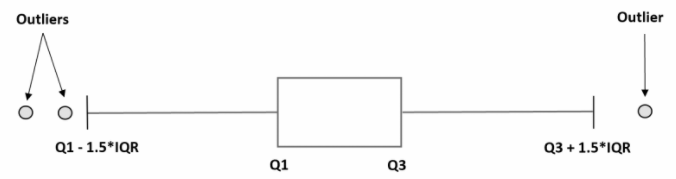 Outliers
Outlier
Q1 - 1.5*IQR
Q3 + 1.5*IQR
Q1
Q3